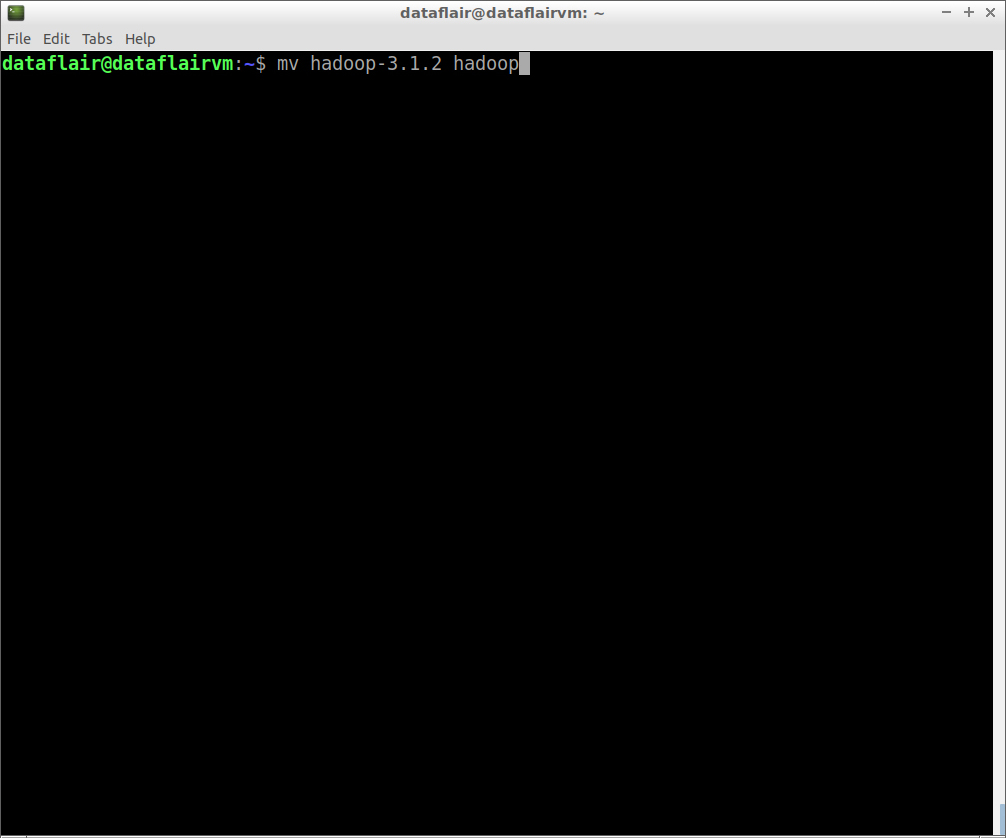 dataflair@dataflairvm: ~
File Edit Tabs Help
dataflair@dataflairvm:~$ mv hadoop-3.1.2 hadoop